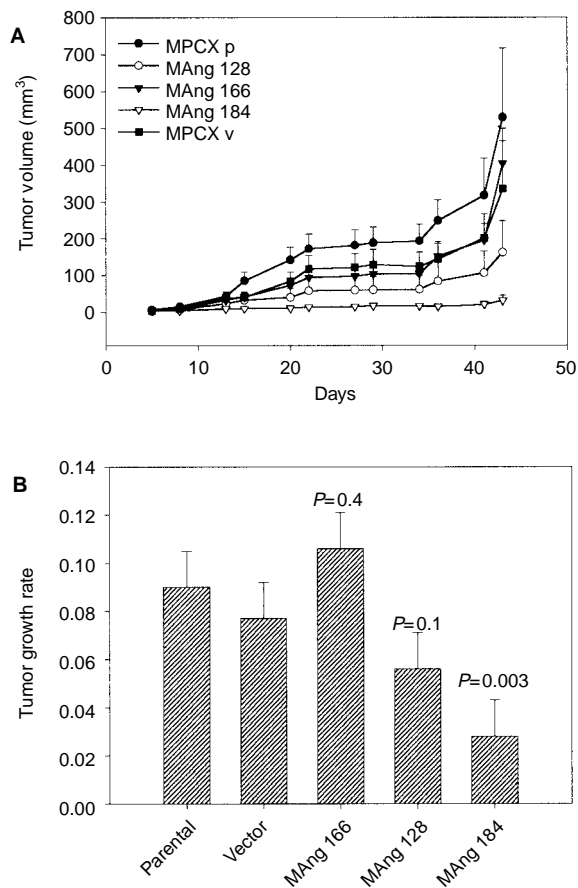 A
800
700
600
500
400
300
200
100
0
Tumor volume (mm³)
MPCX p
MAng 128
MAng 166
MAng 184
MPCX v
0 10 20 30 40 50
Days
B
0.14
0.12
0.10
0.08
0.06
0.04
0.02
0.00
Tumor growth rate
P=0.4
P=0.1
P=0.003
Parental
Vector
MAng 166
MAng 128
MAng 184